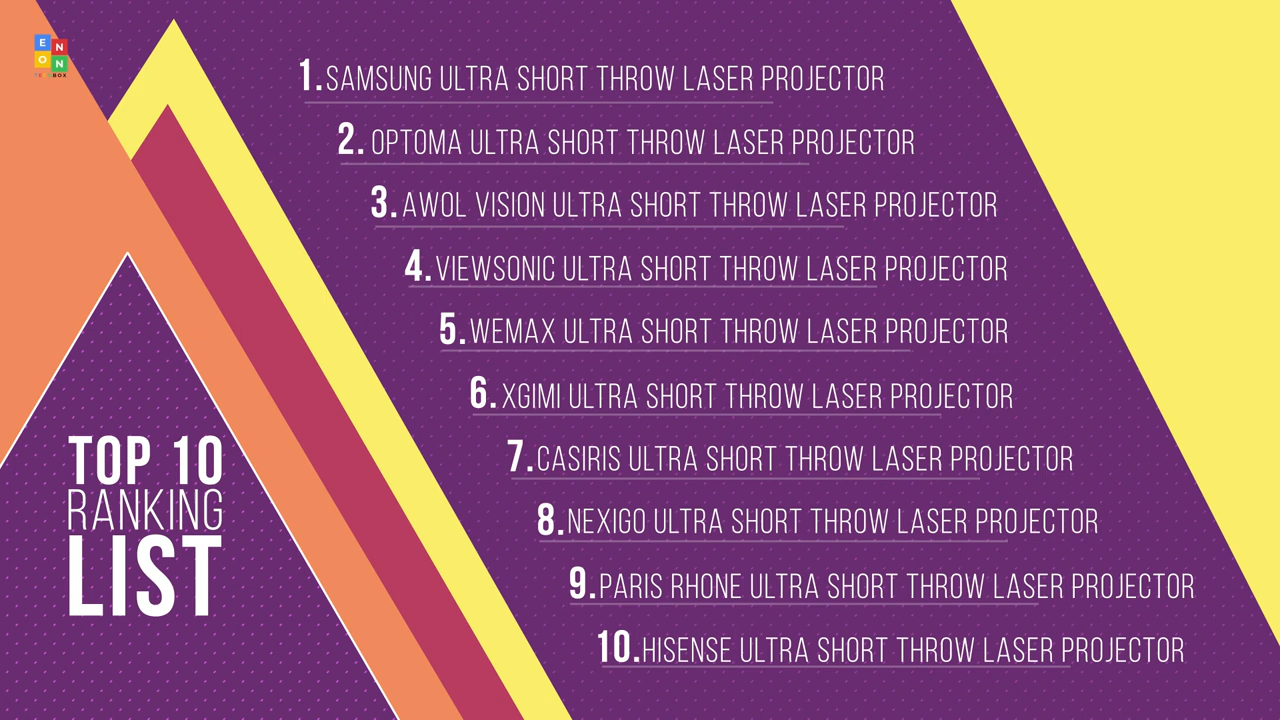 E N
O N
TECHBOX
1. SAMSUNG ULTRA SHORT THROW LASER PROJECTOR
2. OPTOMA ULTRA SHORT THROW LASER PROJECTOR
3. AWOL VISION ULTRA SHORT THROW LASER PROJECTOR
4. VIEWSONIC ULTRA SHORT THROW LASER PROJECTOR
5. WEMAX ULTRA SHORT THROW LASER PROJECTOR
6. XGIMI ULTRA SHORT THROW LASER PROJECTOR
7. CASIRIS ULTRA SHORT THROW LASER PROJECTOR
8. NEXIGO ULTRA SHORT THROW LASER PROJECTOR
9. PARIS RHONE ULTRA SHORT THROW LASER PROJECTOR
10. HISENSE ULTRA SHORT THROW LASER PROJECTOR
TOP 10
RANKING
LIST